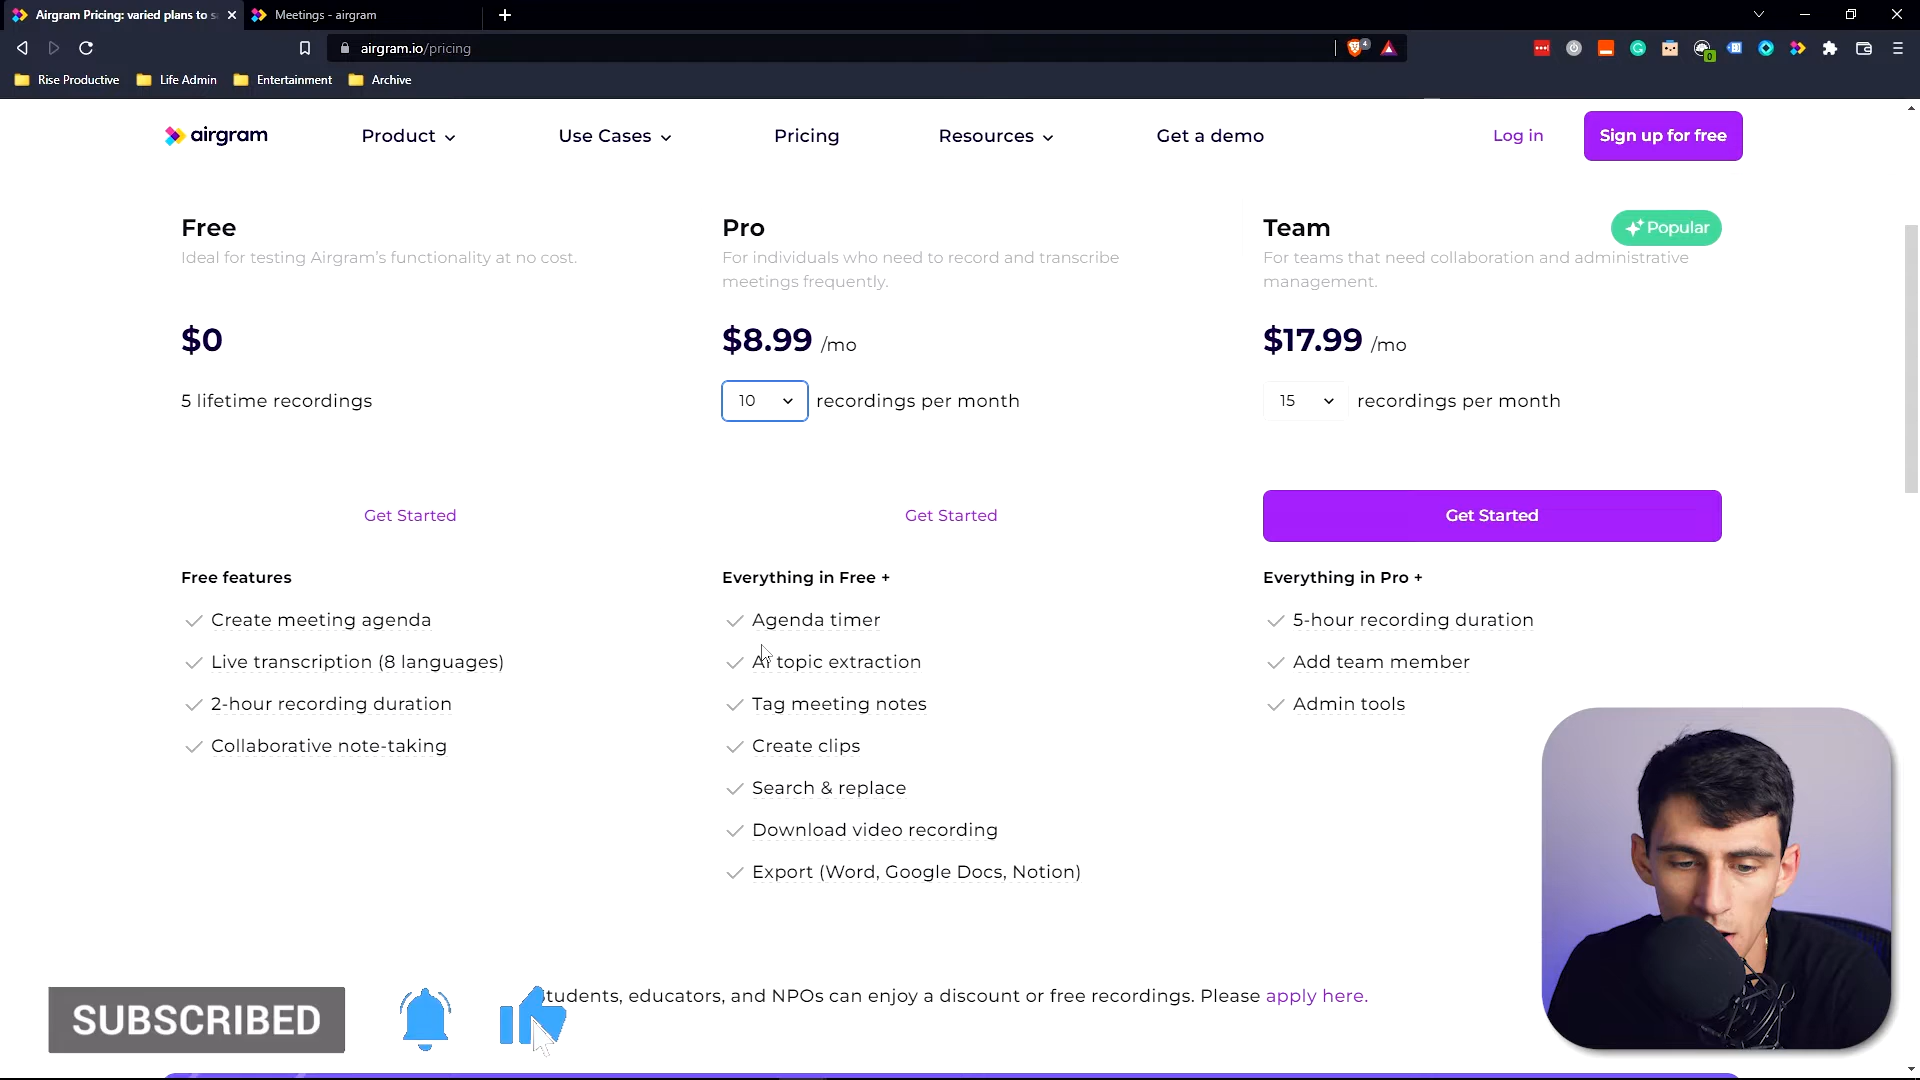 Airgram Pricing: varied plans to s
Meetings - airgram
airgram.io/pricing
4
0
Rise Productive
Life Admin
Entertainment
Archive
airgram
Product
Use Cases
Pricing
Resources
Get a demo
Log in
Sign up for free
Free
Ideal for testing Airgram's functionality at no cost.
$0
5 lifetime recordings
Get Started
Free features
Create meeting agenda
Live transcription (8 languages)
2-hour recording duration
Collaborative note-taking
Pro
For individuals who need to record and transcribe
meetings frequently.
$8.99 /mo
10 recordings per month
Get Started
Everything in Free +
Agenda timer
AI topic extraction
Tag meeting notes
Create clips
Search & replace
Download video recording
Export (Word, Google Docs, Notion)
Team
Popular
For teams that need collaboration and administrative
management.
$17.99 /mo
15 recordings per month
Get Started
Everything in Pro +
5-hour recording duration
Add team member
Admin tools
Students, educators, and NPOs can enjoy a discount or free recordings. Please apply here.
SUBSCRIBED